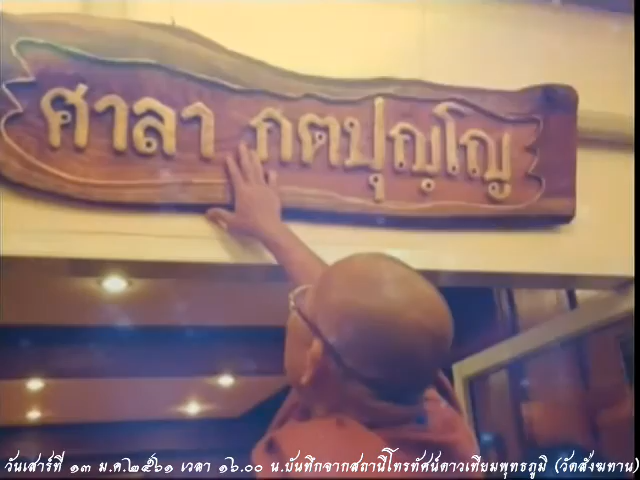 ศาลา กตปุญฺโญ
วันเสาร์ที่ ๑๓ ม.ค.๒๕๖๑ เวลา ๑๖.๐๐ น.บันทึกจากสถานีโทรทัศน์ดาวเทียมพุทธภูมิ (วัดสังฆทาน)